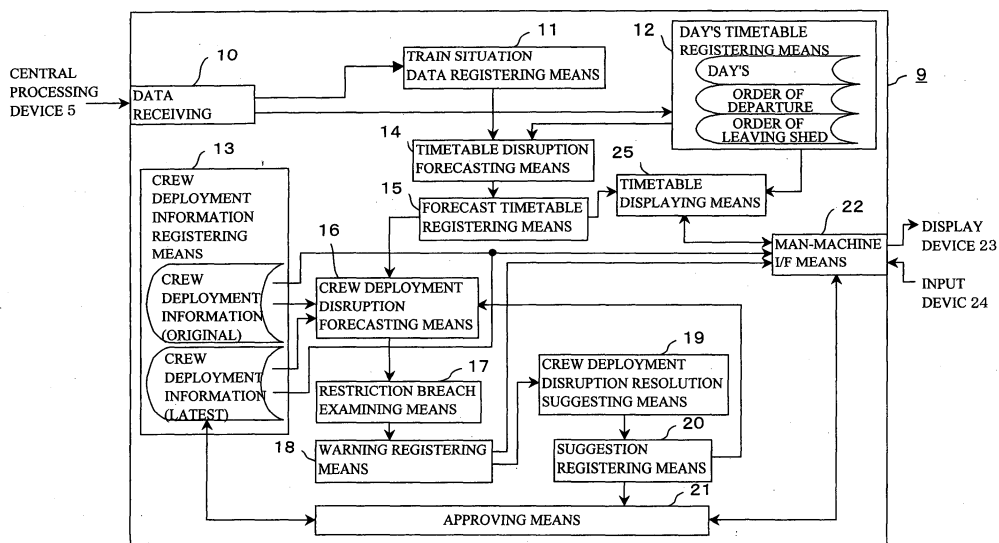 CENTRAL
PROCESSING
DEVICE 5
10
DATA
RECEIVING
11
TRAIN SITUATION
DATA REGISTERING MEANS
12
DAY'S TIMETABLE
REGISTERING MEANS
DAY'S
ORDER OF
DEPARTURE
ORDER OF
LEAVING SHED
9
13
CREW
DEPLOYMENT
INFORMATION
REGISTERING
MEANS
CREW
DEPLOYMENT
INFORMATION
(ORIGINAL)
CREW
DEPLOYMENT
INFORMATION
(LATEST)
14
TIMETABLE DISRUPTION
FORECASTING MEANS
15
FORECAST TIMETABLE
REGISTERING MEANS
25
TIMETABLE
DISPLAYING MEANS
22
MAN-MACHINE
I/F MEANS
DISPLAY
DEVICE 23
INPUT
DEVIC 24
16
CREW DEPLOYMENT
DISRUPTION
FORECASTING MEANS
17
RESTRICTION BREACH
EXAMINING MEANS
18
WARNING REGISTERING
MEANS
19
CREW DEPLOYMENT
DISRUPTION RESOLUTION
SUGGESTING MEANS
20
SUGGESTION
REGISTERING MEANS
21
APPROVING MEANS